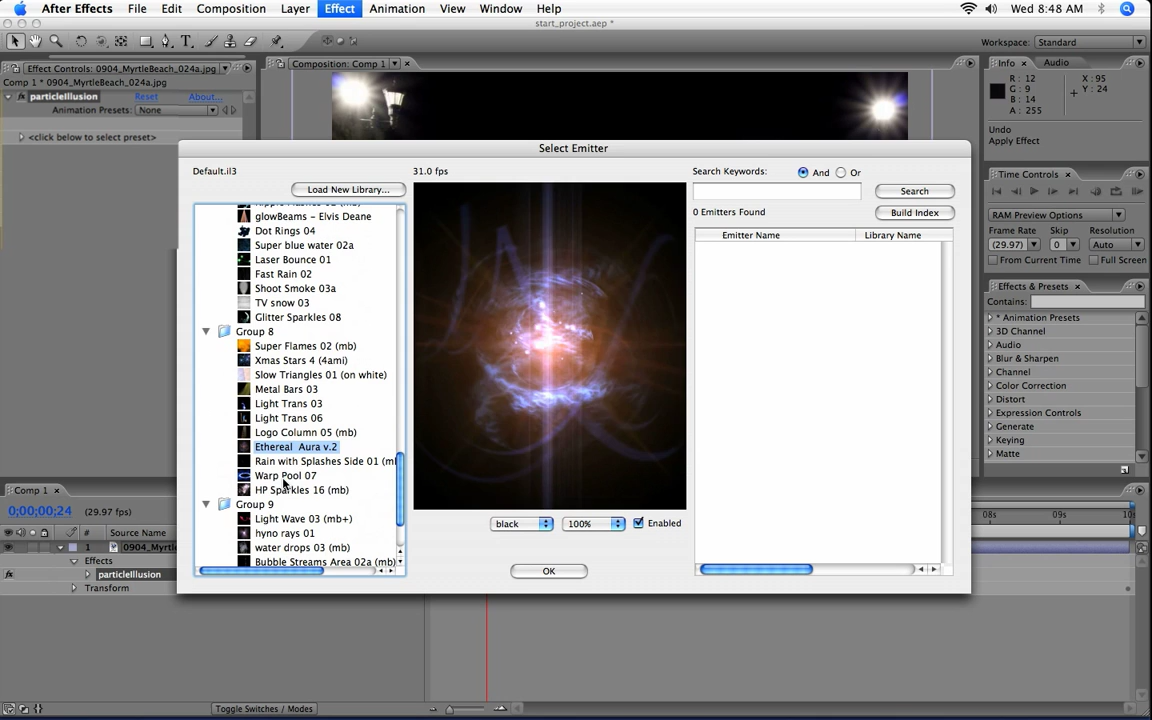 After Effects File Edit Composition Layer Effect Animation View Window Help Wed 8:48 AM
start_project.aep *
Workspace: Standard
Effect Controls: 0904_MyrtleBeach_024a.jpg
Comp 1 * 0904_MyrtleBeach_024a.jpg
fx particleIllusion Reset About...
Animation Presets: None
<click below to select preset>
Composition: Comp 1
Info Audio
R: 12
G: 9
B: 14
A: 255
X: 95
Y: 24
Undo
Apply Effect
Time Controls
RAM Preview Options
Frame Rate Skip Resolution
(29.97) 0 Auto
From Current Time Full Screen
Effects & Presets
Contains:
* Animation Presets
3D Channel
Audio
Blur & Sharpen
Channel
Color Correction
Distort
Expression Controls
Generate
Keying
Matte
Select Emitter
Default.il3
Load New Library...
glowBeams - Elvis Deane
Dot Rings 04
Super blue water 02a
Laser Bounce 01
Fast Rain 02
Shoot Smoke 03a
TV snow 03
Glitter Sparkles 08
Group 8
Super Flames 02 (mb)
Xmas Stars 4 (4ami)
Slow Triangles 01 (on white)
Metal Bars 03
Light Trans 03
Light Trans 06
Logo Column 05 (mb)
Ethereal Aura v.2
Rain with Splashes Side 01 (m
Warp Pool 07
HP Sparkles 16 (mb)
Group 9
Light Wave 03 (mb+)
hyno rays 01
water drops 03 (mb)
Bubble Streams Area 02a (mb)
31.0 fps
black 100% Enabled
OK
Search Keywords: And Or
Search
0 Emitters Found
Build Index
Emitter Name Library Name
Comp 1
0;00;00;24 (29.97 fps)
# Source Name
08s 09s 10s
1 0904_Myrtl
Effects
fx particleIllusion
Transform
Toggle Switches / Modes